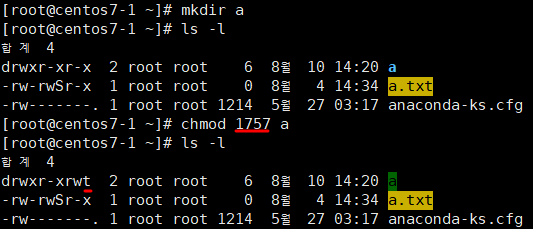 [root@centos7-1 ~]# mkdir a
[root@centos7-1 ~]# ls -l
합계 4
drwxr-xr-x 2 root root 6 8월 10 14:20 a
-rw-rwSr-x 1 root root 0 8월 4 14:34 a.txt
-rw-------. 1 root root 1214 5월 27 03:17 anaconda-ks.cfg
[root@centos7-1 ~]# chmod 1757 a
[root@centos7-1 ~]# ls -l
합계 4
drwxr-xrwt 2 root root 6 8월 10 14:20 a
-rw-rwSr-x 1 root root 0 8월 4 14:34 a.txt
-rw-------. 1 root root 1214 5월 27 03:17 anaconda-ks.cfg